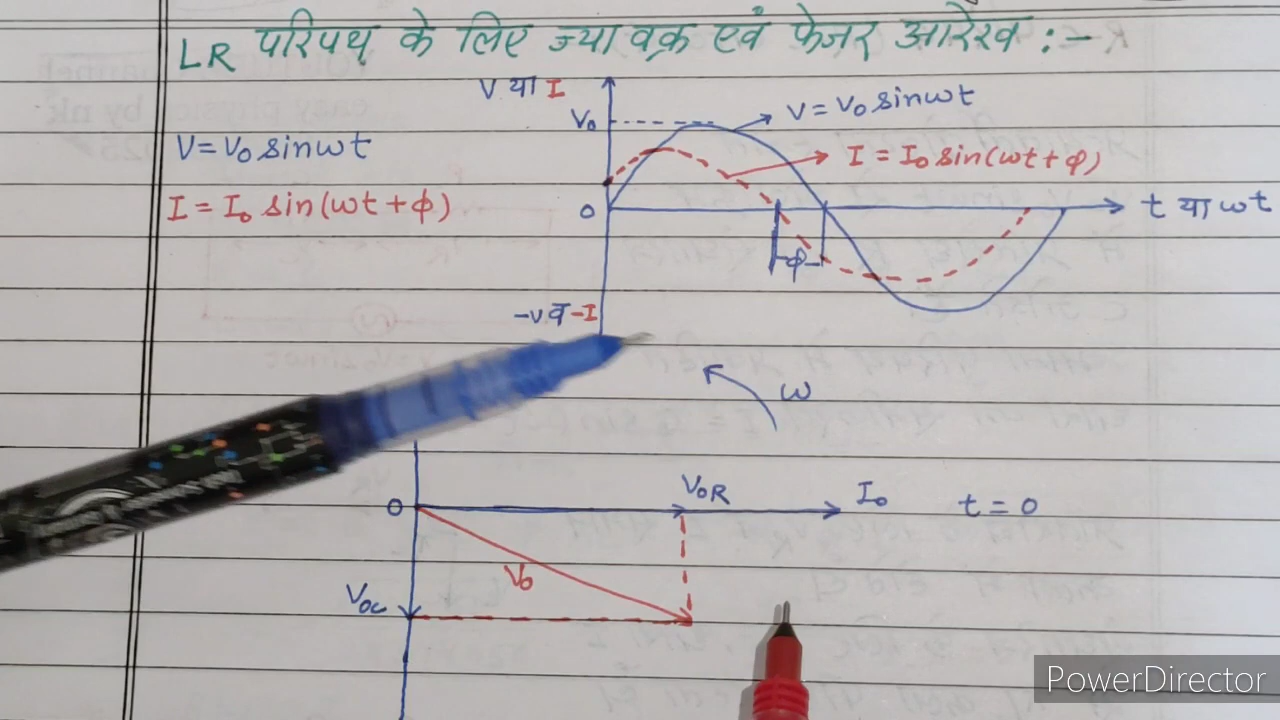 LR परिपथ के लिए ज्या वक्र एवं फेजर आरेख :-
V या I
V₀
V = V₀ sinωt
V = V₀ sinωt
I = I₀ sin(ωt + φ)
I = I₀ sin(ωt + φ)
0
t या ωt
φ
-V व -I
ω
0
V₀R
I₀
t = 0
V₀
V₀c
PowerDirector